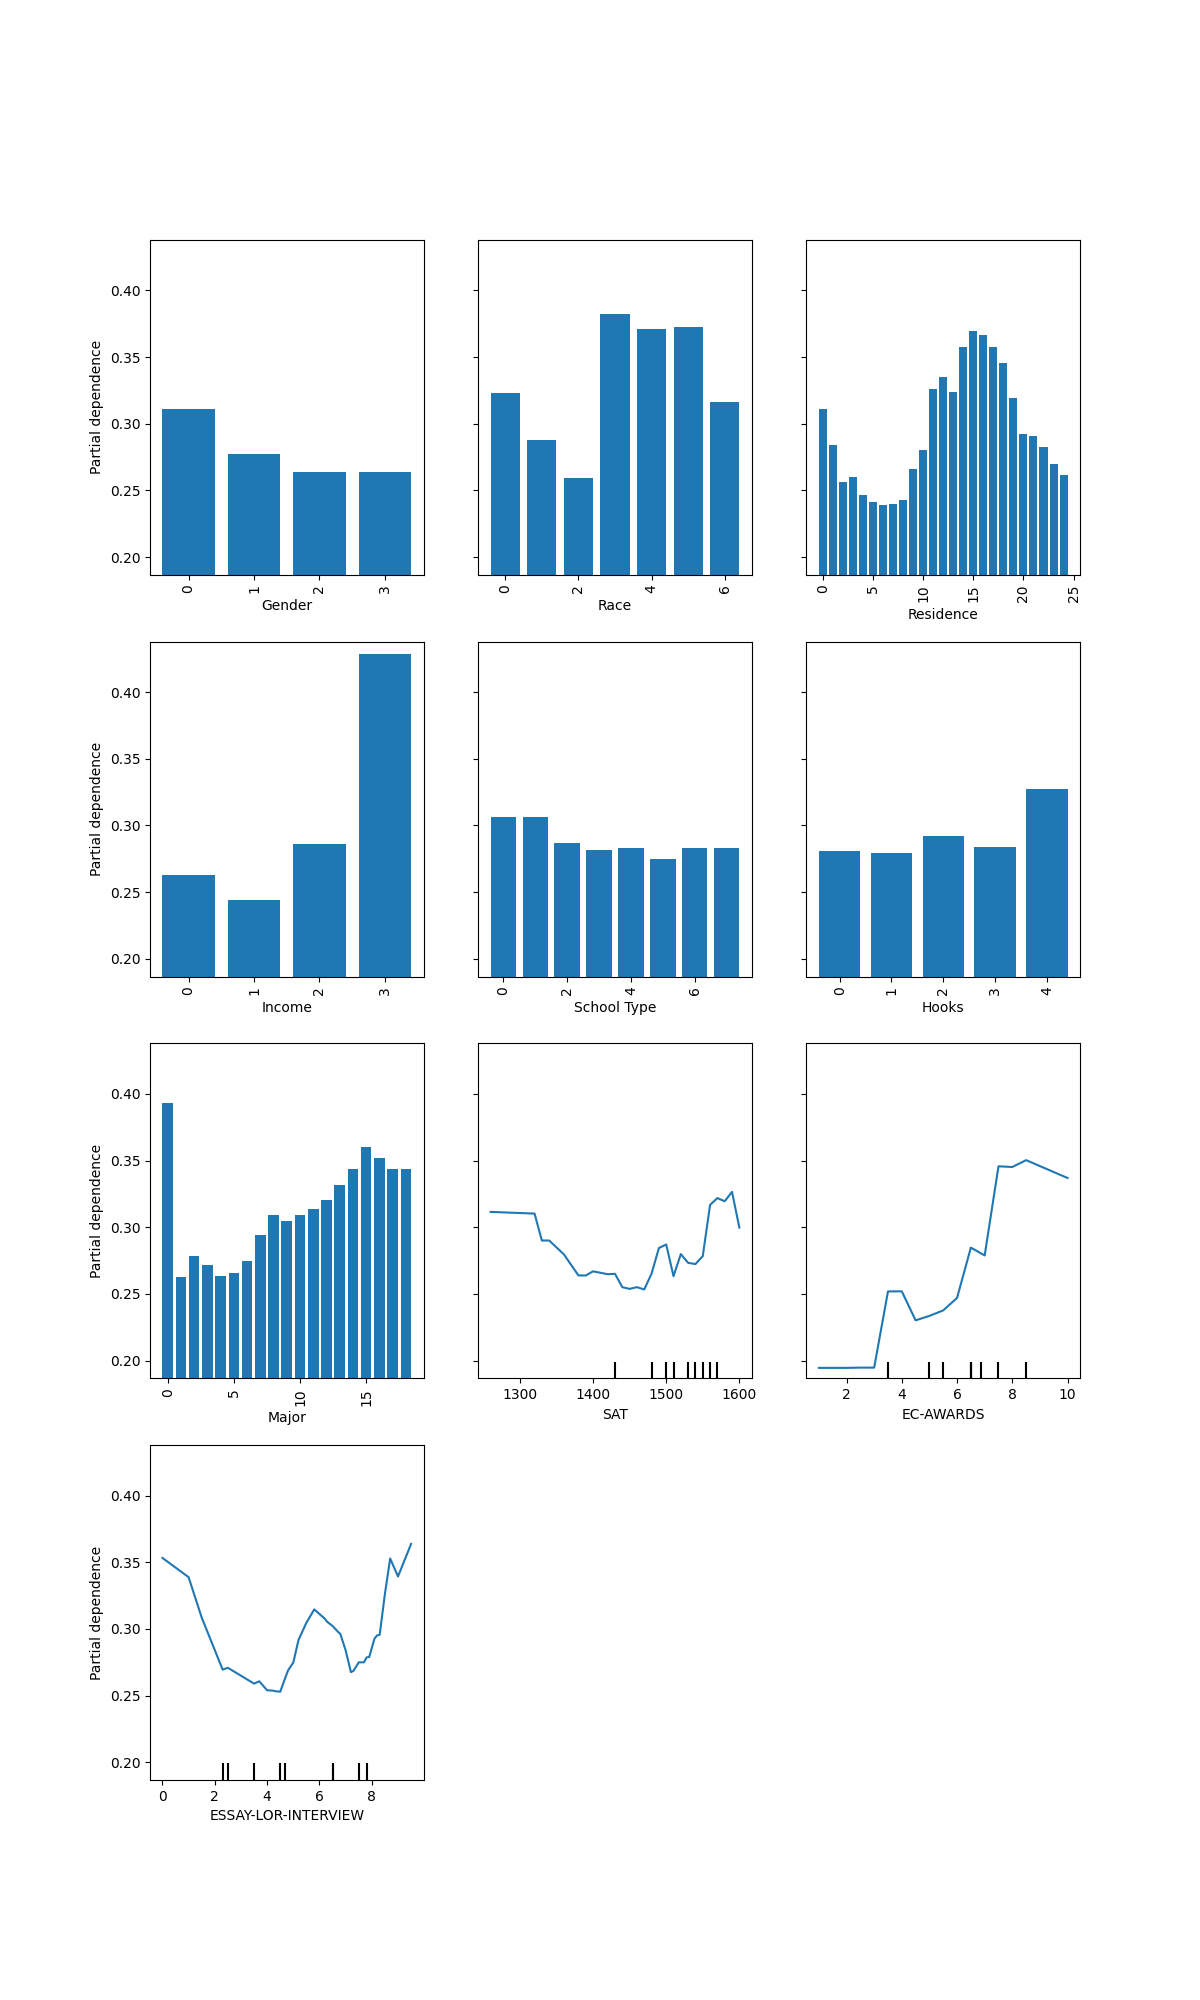 Partial dependence
0.40
0.35
0.30
0.25
0.20
0 1 2 3
Gender
0 2 4 6
Race
0 5 10 15 20 25
Residence
Partial dependence
0.40
0.35
0.30
0.25
0.20
0 1 2 3
Income
0 2 4 6
School Type
0 1 2 3 4
Hooks
Partial dependence
0.40
0.35
0.30
0.25
0.20
0 5 10 15
Major
1300 1400 1500 1600
SAT
2 4 6 8 10
EC-AWARDS
Partial dependence
0.40
0.35
0.30
0.25
0.20
0 2 4 6 8
ESSAY-LOR-INTERVIEW